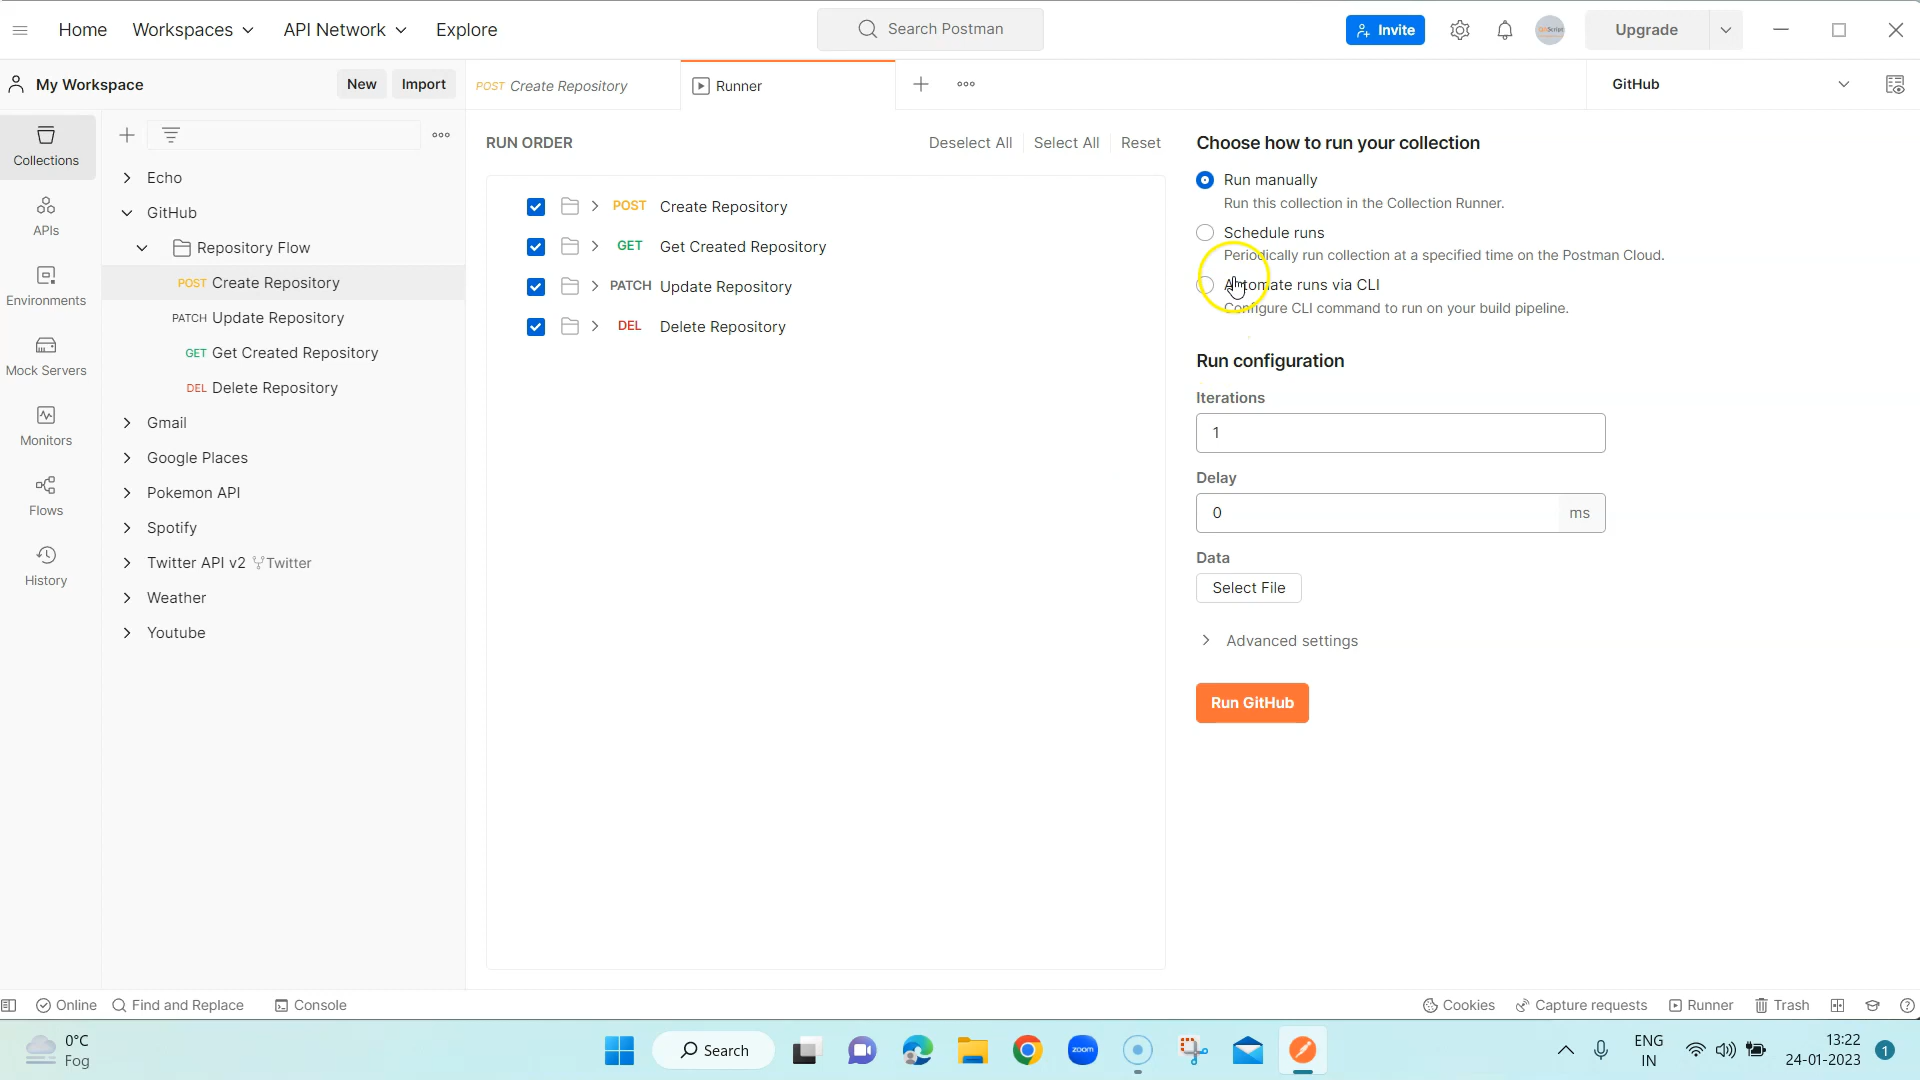 Home Workspaces API Network Explore Search Postman Invite Upgrade
My Workspace New Import POST Create Repository Runner GitHub
Collections
APIs
Environments
Mock Servers
Monitors
Flows
History
Echo
GitHub
Repository Flow
POST Create Repository
PATCH Update Repository
GET Get Created Repository
DEL Delete Repository
Gmail
Google Places
Pokemon API
Spotify
Twitter API v2 Twitter
Weather
Youtube
RUN ORDER Deselect All Select All Reset
POST Create Repository
GET Get Created Repository
PATCH Update Repository
DEL Delete Repository
Choose how to run your collection
Run manually
Run this collection in the Collection Runner.
Schedule runs
Periodically run collection at a specified time on the Postman Cloud.
Automate runs via CLI
Configure CLI command to run on your build pipeline.
Run configuration
Iterations
1
Delay
0 ms
Data
Select File
Advanced settings
Run GitHub
Online Find and Replace Console Cookies Capture requests Runner Trash
0°C
Fog
Search
zoom
ENG
IN
13:22
24-01-2023
1